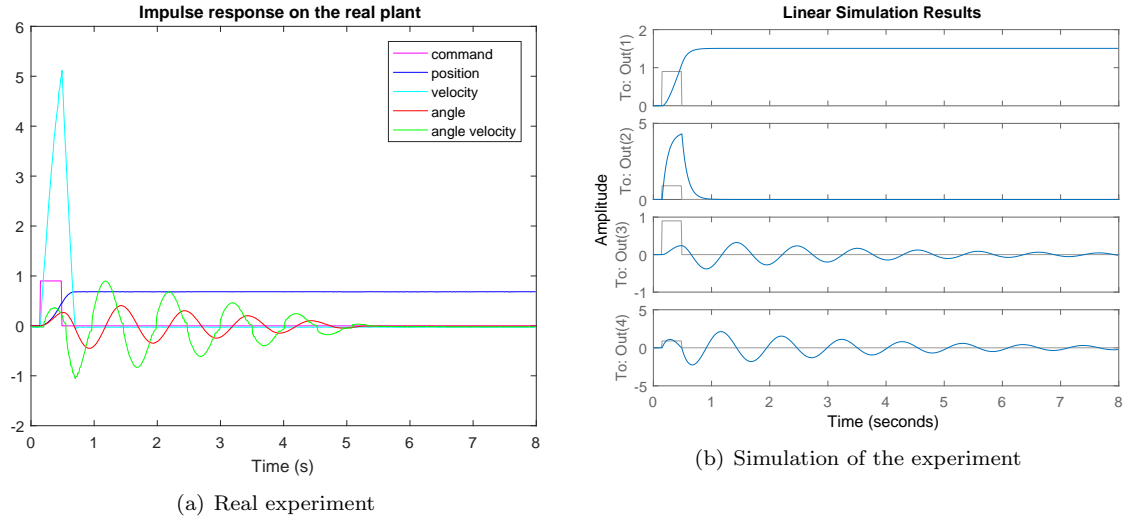 Impulse response on the real plant
6
5
4
3
2
1
0
-1
-2
0 1 2 3 4 5 6 7 8
Time (s)
command
position
velocity
angle
angle velocity
(a) Real experiment
Linear Simulation Results
Amplitude
To: Out(1)
2
1
0
To: Out(2)
5
0
To: Out(3)
1
0
-1
To: Out(4)
5
0
-5
0 1 2 3 4 5 6 7 8
Time (seconds)
(b) Simulation of the experiment